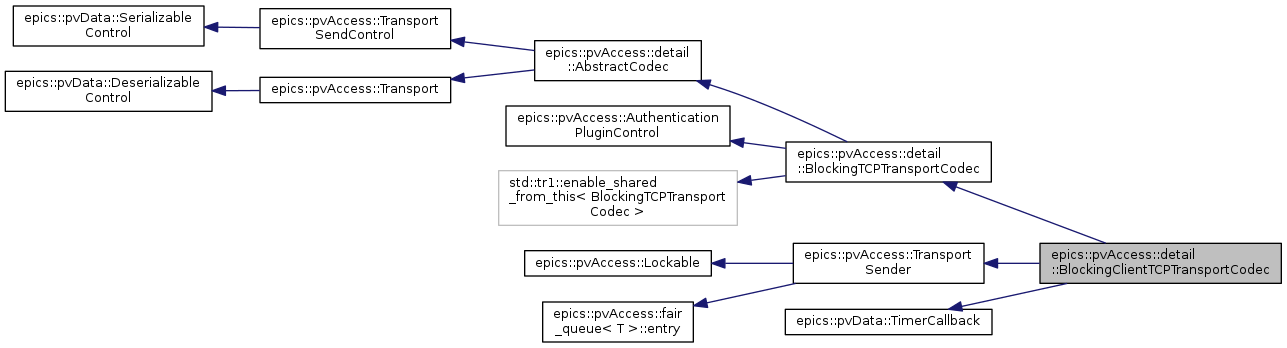 epics::pvData::Serializable
Control
epics::pvAccess::Transport
SendControl
epics::pvData::Deserializable
Control
epics::pvAccess::Transport
epics::pvAccess::detail
::AbstractCodec
epics::pvAccess::Authentication
PluginControl
std::tr1::enable_shared
_from_this< BlockingTCPTransport
Codec >
epics::pvAccess::detail
::BlockingTCPTransportCodec
epics::pvAccess::Lockable
epics::pvAccess::fair
_queue< T >::entry
epics::pvAccess::Transport
Sender
epics::pvData::TimerCallback
epics::pvAccess::detail
::BlockingClientTCPTransportCodec